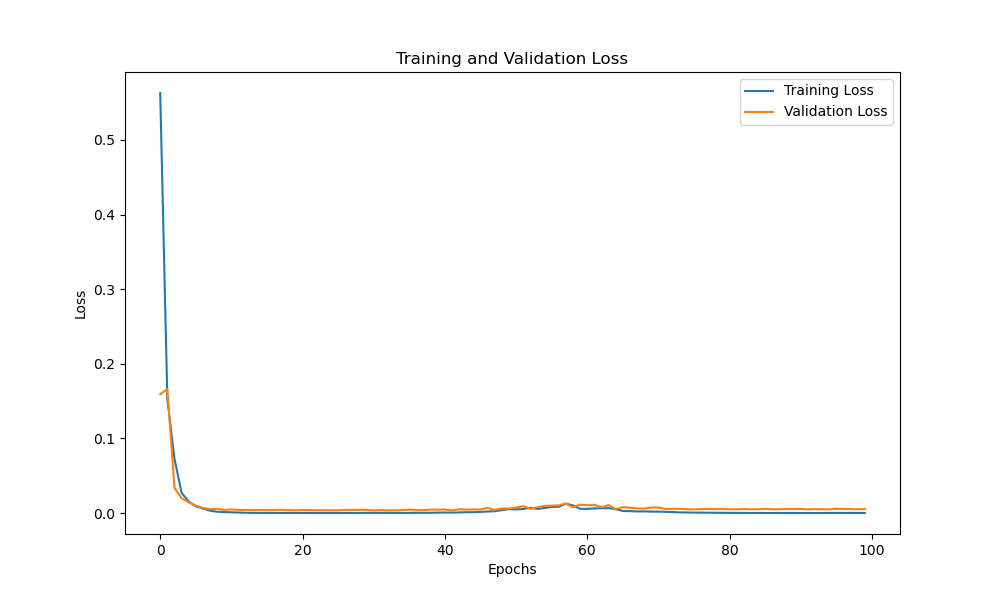 Training and Validation Loss
Training Loss
Validation Loss
0.5
0.4
0.3
0.2
0.1
0.0
Loss
0 20 40 60 80 100
Epochs